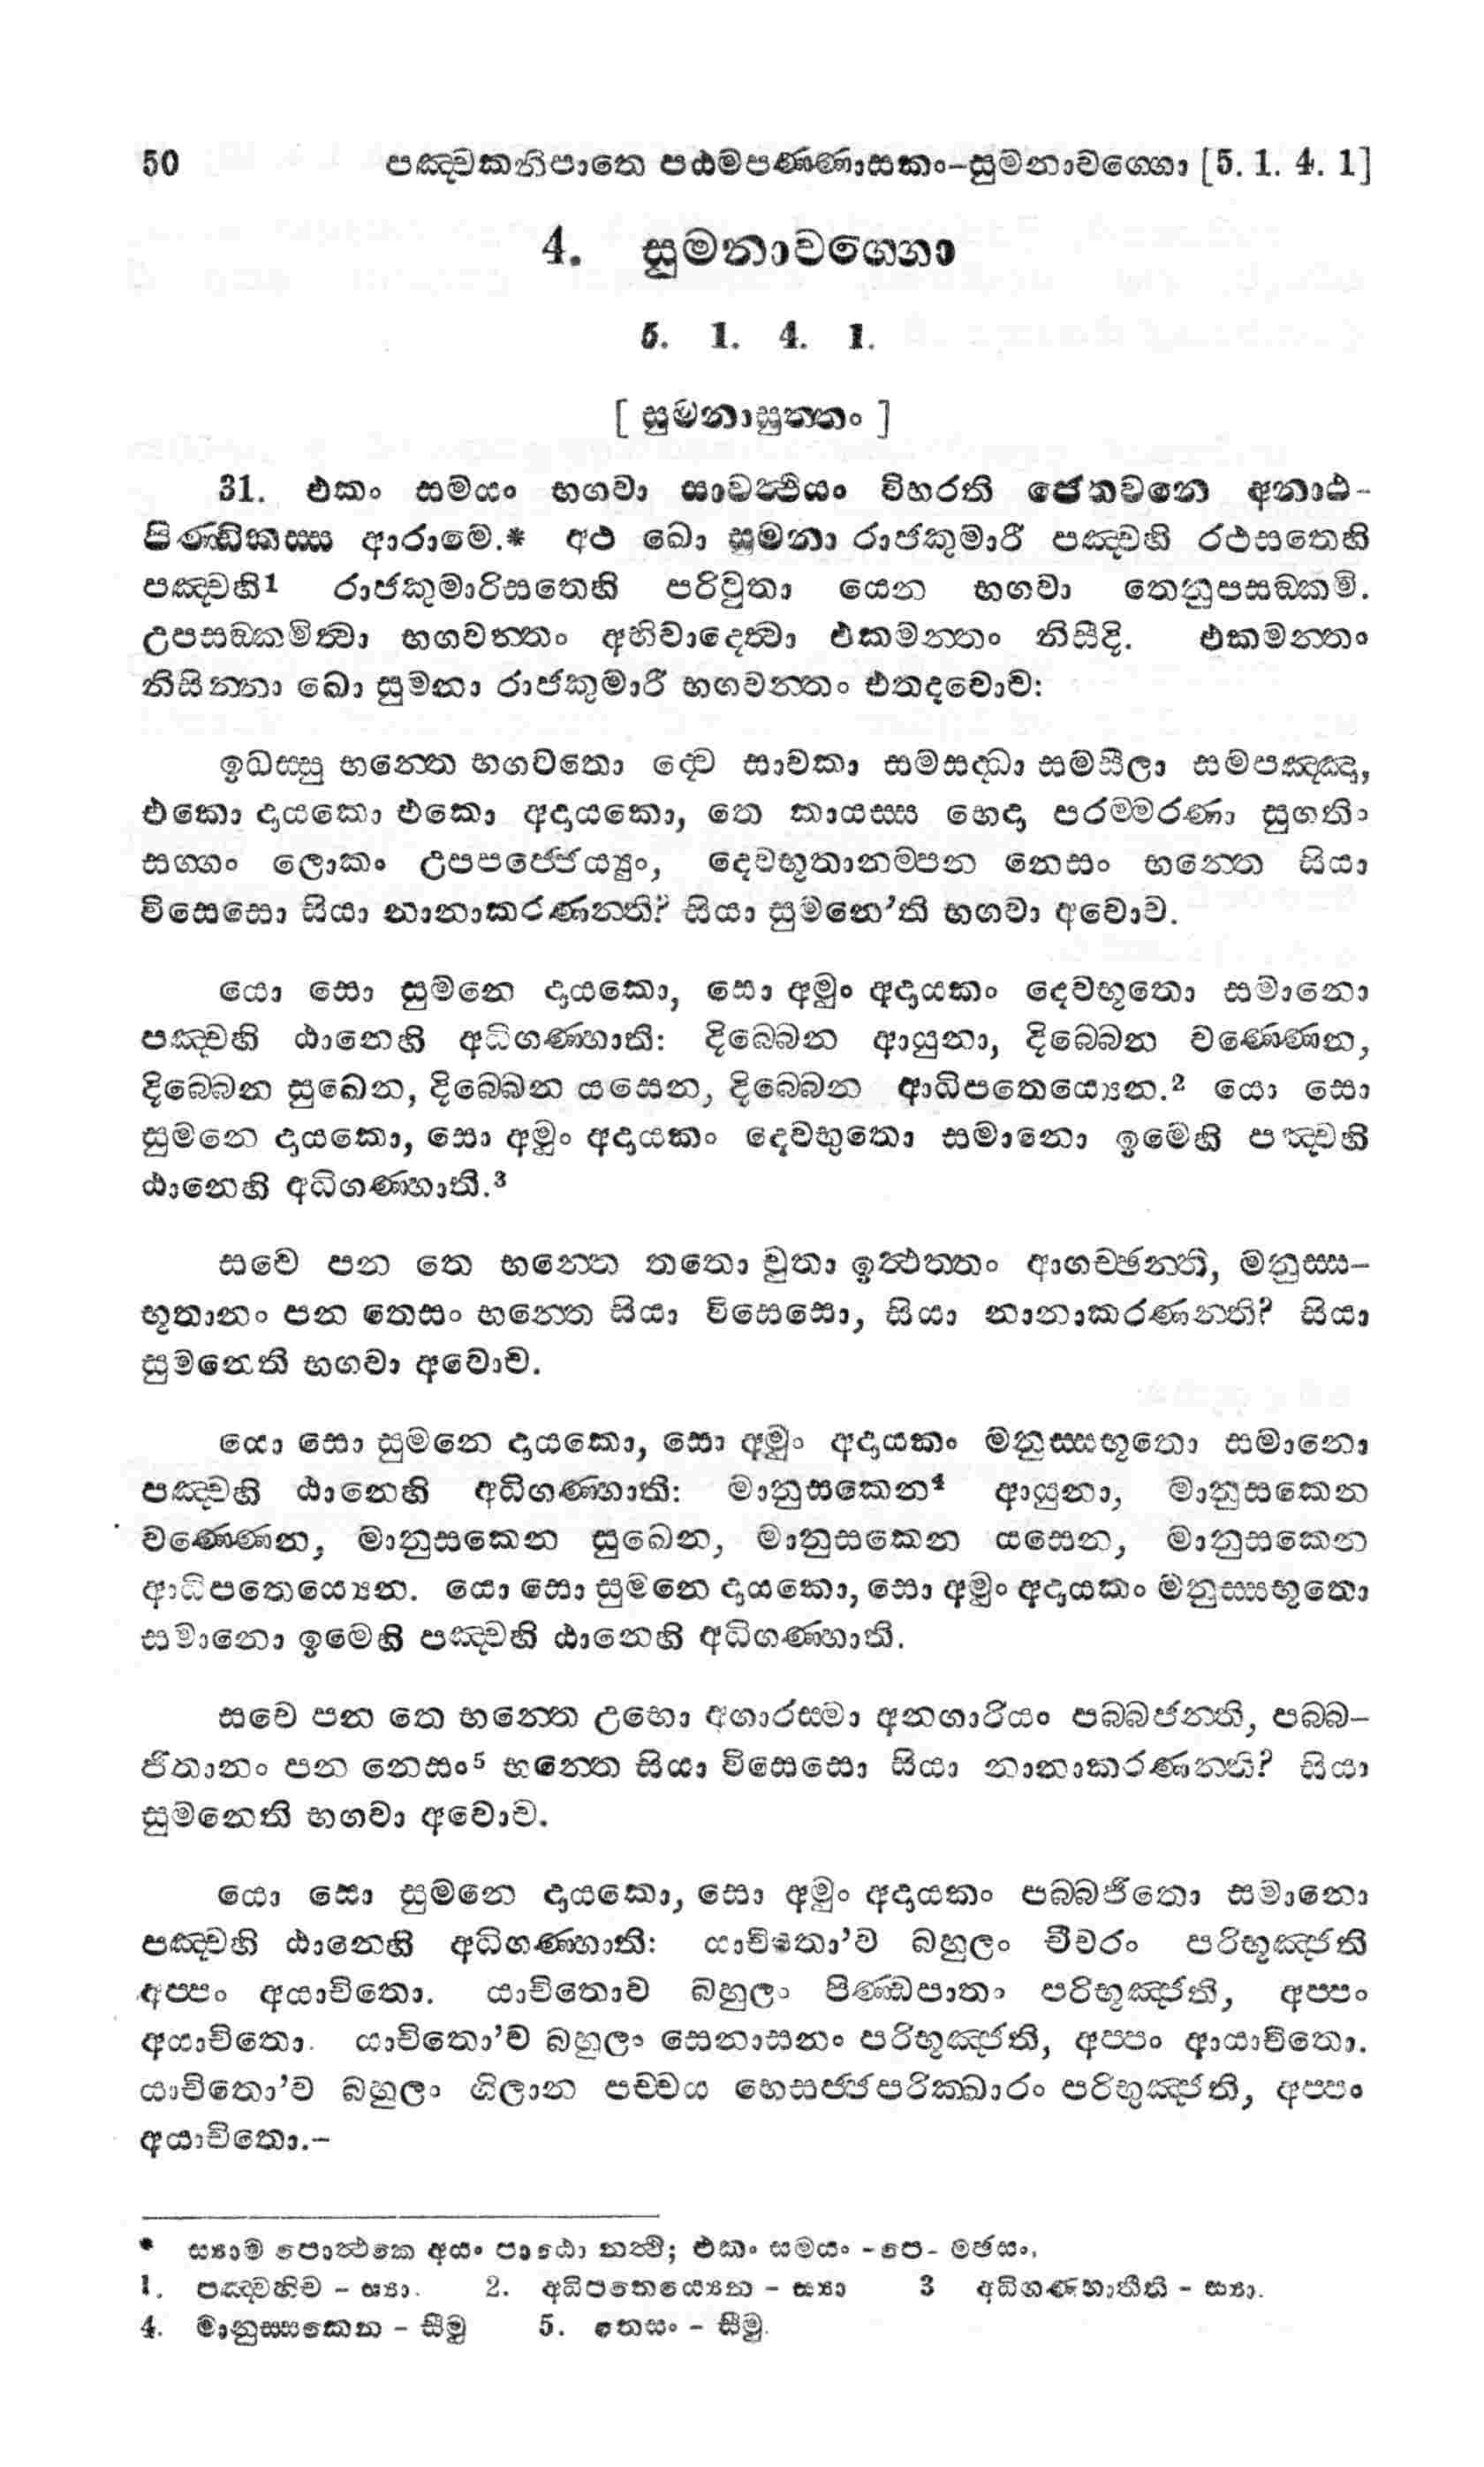 50 පඤ්චකනිපාතෙ පඨමපණ්ණාසකං-සුමනාවග්ගො [5. 1. 4. 1]
4. සුමනාවග්ගො
5. 1. 4. 1.
[ සුමනාසුත්තං ]
31. එකං සමයං භගවා සාවත්ථියං විහරති ජෙතවනෙ අනාථ-
පිණ්ඩිකස්ස ආරාමෙ.* අථ ඛො සුමනා රාජකුමාරී පඤ්චහි රථසතෙහි
පඤ්චහි1 රාජකුමාරිසතෙහි පරිවුතා යෙන භගවා තෙනුපසඞ්කමි.
උපසඞ්කමිත්වා භගවන්තං අභිවාදෙත්වා එකමන්තං නිසීදි. එකමන්තං
නිසින්නා ඛො සුමනා රාජකුමාරී භගවන්තං එතදවොච:
ඉධස්සු භන්තෙ භගවතො ද්වෙ සාවකා සමසද්ධා සමසීලා සමපඤ්ඤා,
එකො දායකො එකො අදායකො, තෙ කායස්ස භෙදා පරම්මරණා සුගතිං
සග්ගං ලොකං උපපජ්ජෙය්‍යුං, දෙවභූතානම්පන නෙසං භන්තෙ සියා
විසෙසො සියා නානාකරණන්ති? සියා සුමනෙ’ති භගවා අවොච.
යො සො සුමනෙ දායකො, සො අමුං අදායකං දෙවභූතො සමානො
පඤ්චහි ඨානෙහි අධිගණ්හාති: දිබ්බෙන ආයුනා, දිබ්බෙන වණ්ණෙන,
දිබ්බෙන සුඛෙන, දිබ්බෙන යසෙන, දිබ්බෙන ආධිපතෙය්‍යෙන.2 යො සො
සුමනෙ දායකො, සො අමුං අදායකං දෙවභුතො සමානො ඉමෙහි පඤ්චහි
ඨානෙහි අධිගණ්හාති.3
සචෙ පන තෙ භන්තෙ තතො චුතා ඉත්ථත්තං ආගච්ඡන්ති, මනුස්ස-
භූතානං පන තෙසං භන්තෙ සියා විසෙසො, සියා නානාකරණන්ති? සියා
සුමනෙති භගවා අවොච.
යො සො සුමනෙ දායකො, සො අමුං අදායකං මනුස්සභූතො සමානො
පඤ්චහි ඨානෙහි අධිගණ්හාති: මානුසකෙන4 ආයුනා, මානුසකෙන
වණ්ණෙන, මානුසකෙන සුඛෙන, මානුසකෙන යසෙන, මානුසකෙන
ආධිපතෙය්‍යෙන. යො සො සුමනෙ දායකො, සො අමුං අදායකං මනුස්සභූතො
සමානො ඉමෙහි පඤ්චහි ඨානෙහි අධිගණ්හාති.
සචෙ පන තෙ භන්තෙ උභො අගාරස්මා අනගාරියං පබ්බජන්ති, පබ්බ-
ජිතානං පන නෙසං5 භන්තෙ සියා විසෙසො සියා නානාකරණන්ති? සියා
සුමනෙති භගවා අවොච.
යො සො සුමනෙ දායකො, සො අමුං අදායකං පබ්බජිතො සමානො
පඤ්චහි ඨානෙහි අධිගණ්හාති: යාචිතො’ව බහුලං චීවරං පරිභූඤ්ජති
අප්පං අයාචිතො. යාචිතොව බහුලං පිණ්ඩපාතං පරිභූඤ්ජති, අප්පං
අයාචිතො. යාචිතො’ව බහුලං සෙනාසනං පරිභූඤ්ජති, අප්පං ආයාචිතො.
යාචිතො’ව බහුලං ගිලාන පච්චය භෙසජ්ජපරික්ඛාරං පරිභුඤ්ජති, අප්පං
අයාචිතො.-
* ස්‍යාම පොත්ථකෙ අයං පාඨො නත්ථි; එකං සමයං -පෙ- මඡසං,
1. පඤ්චහිච - ස්‍යා. 2. අධිපතෙය්‍යෙන - ස්‍යා 3 අධිගණ්හාතීති - ස්‍යා.
4. මානුස්සකෙන - සීමු 5. තෙසං - සීමු.